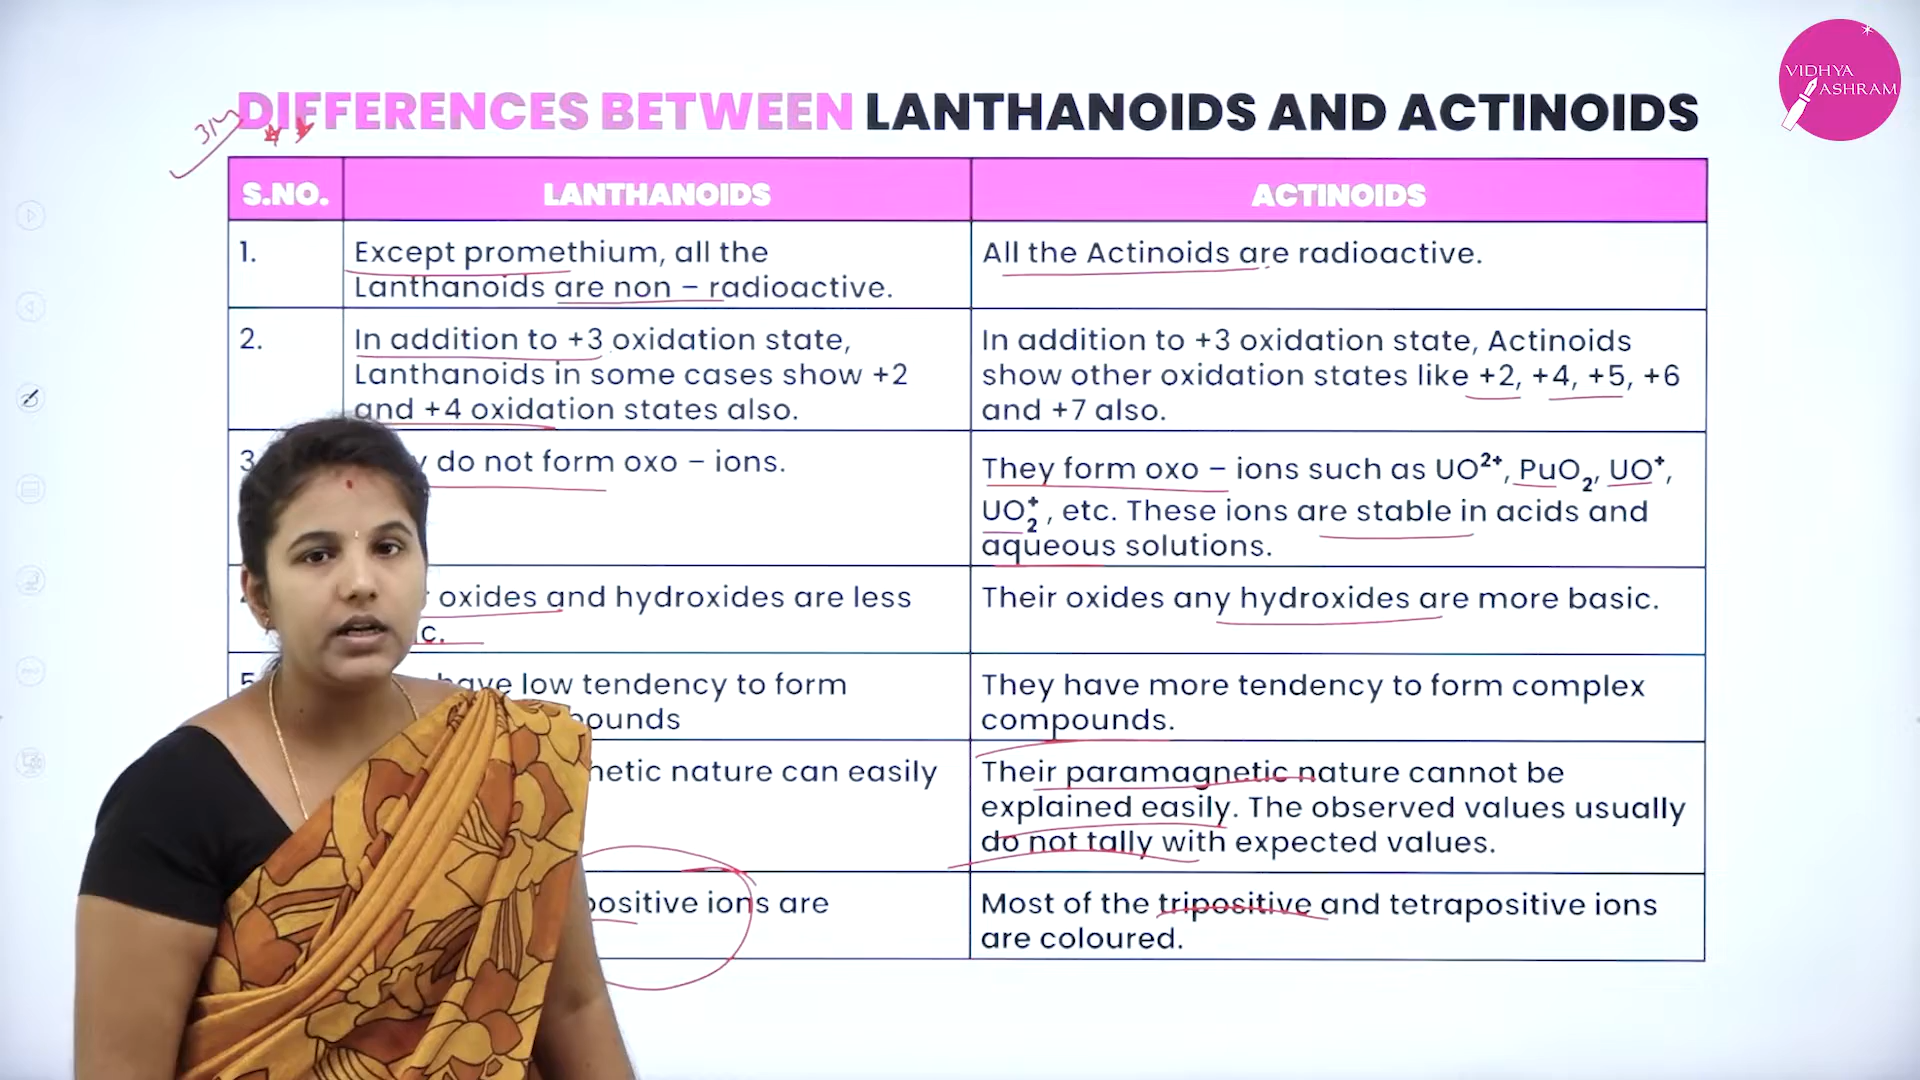 VIDHYA
ASHRAM
DIFFERENCES BETWEEN LANTHANOIDS AND ACTINOIDS
S.NO. LANTHANOIDS ACTINOIDS
1. Except promethium, all the
Lanthanoids are non – radioactive.
All the Actinoids are radioactive.
2. In addition to +3 oxidation state,
Lanthanoids in some cases show +2
and +4 oxidation states also.
In addition to +3 oxidation state, Actinoids
show other oxidation states like +2, +4, +5, +6
and +7 also.
3 do not form oxo – ions.
They form oxo – ions such as UO²⁺, PuO₂, UO⁺,
UO₂⁺, etc. These ions are stable in acids and
aqueous solutions.
oxides and hydroxides are less
c.
Their oxides any hydroxides are more basic.
have low tendency to form
pounds
They have more tendency to form complex
compounds.
netic nature can easily
Their paramagnetic nature cannot be
explained easily. The observed values usually
do not tally with expected values.
positive ions are
Most of the tripositive and tetrapositive ions
are coloured.